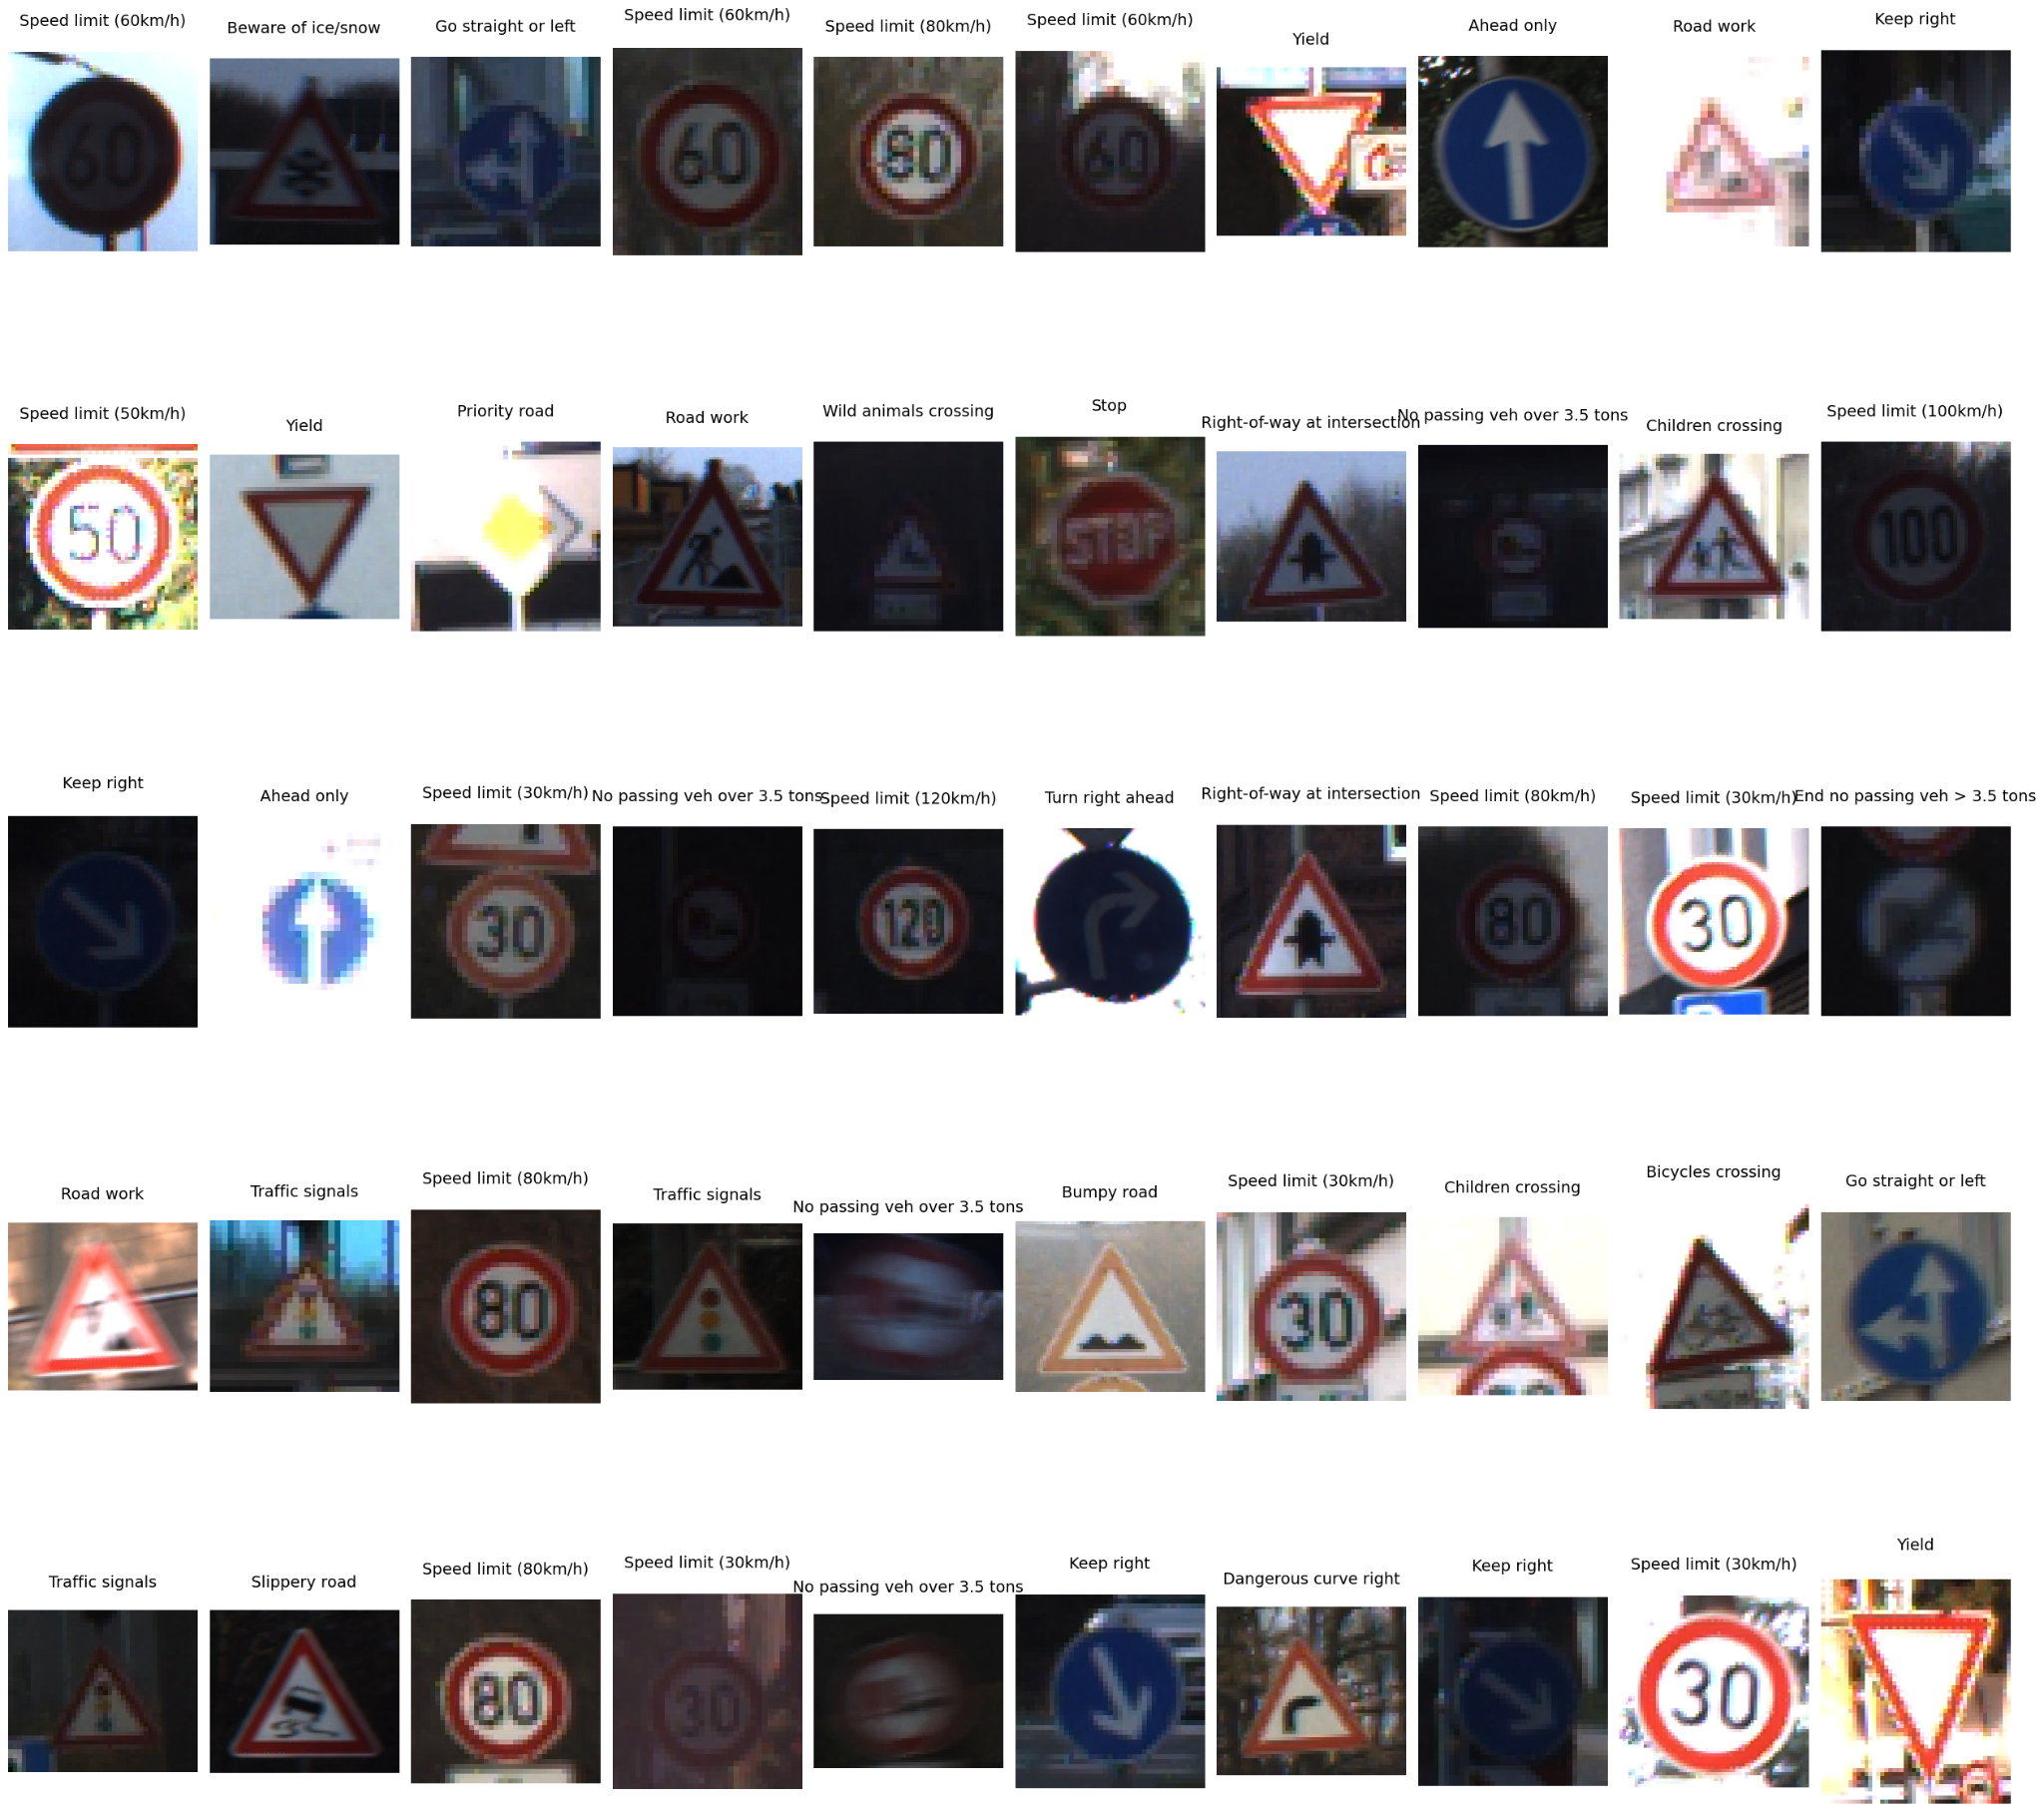 Speed limit (60km/h)
Beware of ice/snow
Go straight or left
Speed limit (60km/h)
Speed limit (80km/h)
Speed limit (60km/h)
Yield
Ahead only
Road work
Keep right
60
60
80
60
Speed limit (50km/h)
Yield
Priority road
Road work
Wild animals crossing
Stop
Right-of-way at intersection
No passing veh over 3.5 tons
Children crossing
Speed limit (100km/h)
50
STOP
100
Keep right
Ahead only
Speed limit (30km/h)
No passing veh over 3.5 tons
Speed limit (120km/h)
Turn right ahead
Right-of-way at intersection
Speed limit (80km/h)
Speed limit (30km/h)
End no passing veh > 3.5 tons
30
120
80
30
Road work
Traffic signals
Speed limit (80km/h)
Traffic signals
No passing veh over 3.5 tons
Bumpy road
Speed limit (30km/h)
Children crossing
Bicycles crossing
Go straight or left
80
30
Traffic signals
Slippery road
Speed limit (80km/h)
Speed limit (30km/h)
No passing veh over 3.5 tons
Keep right
Dangerous curve right
Keep right
Speed limit (30km/h)
Yield
80
30
30